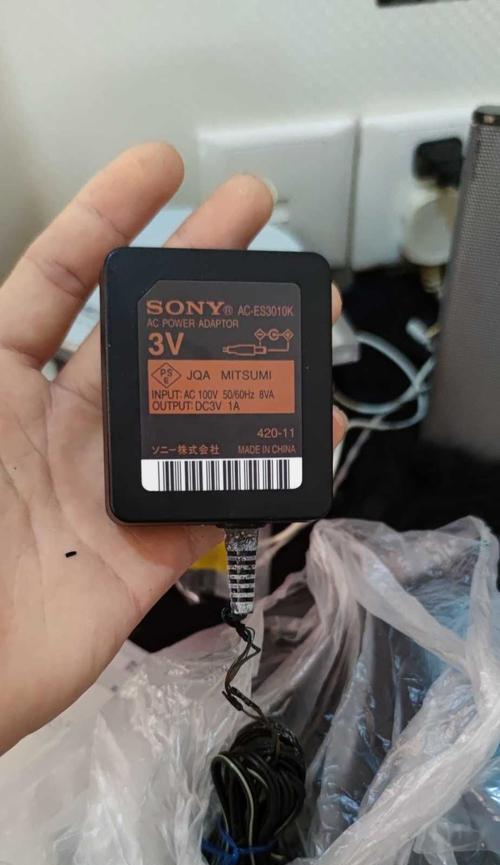 SONY® AC-ES3010K
AC POWER ADAPTOR
3V
PS
E
JQA MITSUMI
INPUT: AC 100V 50/60Hz 8VA
OUTPUT: DC3V 1A
420-11
ソニー株式会社 MADE IN CHINA